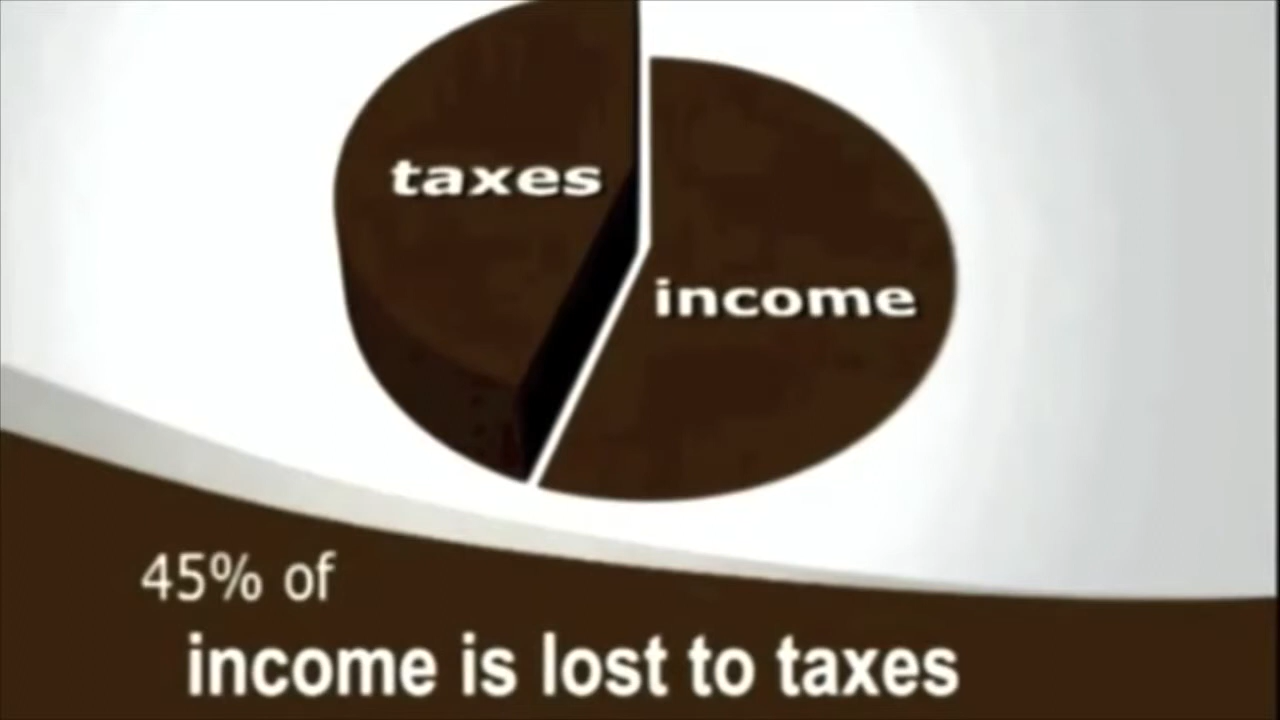 taxes
income
45% of
income is lost to taxes